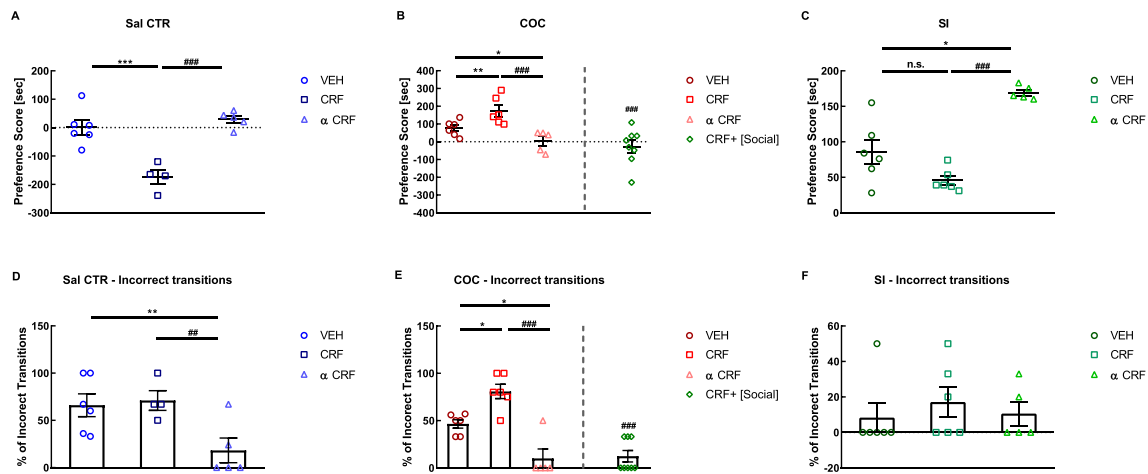 A
Sal CTR
***
###
Preference Score [sec]
200
100
0
-100
-200
-300
VEH
CRF
α CRF
B
COC
*
**
###
###
Preference Score [sec]
400
300
200
100
0
-100
-200
-300
-400
VEH
CRF
α CRF
CRF+ [Social]
C
SI
*
n.s.
###
Preference Score [sec]
200
150
100
50
0
VEH
CRF
α CRF
D
Sal CTR - Incorrect transitions
**
##
% of Incorrect Transitions
150
100
50
0
VEH
CRF
α CRF
E
COC - Incorrect transitions
*
*
###
###
% of Incorrect Transitions
150
100
50
0
VEH
CRF
α CRF
CRF+ [Social]
F
SI - Incorrect transitions
% of Incorect Transitions
150
100
50
0
-20
VEH
CRF
α CRF